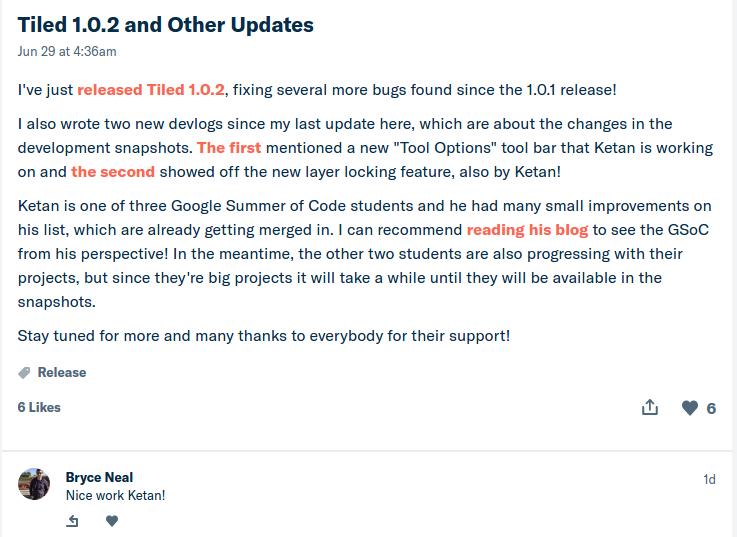 Tiled 1.0.2 and Other Updates
Jun 29 at 4:36am
I've just released Tiled 1.0.2, fixing several more bugs found since the 1.0.1 release!
I also wrote two new devlogs since my last update here, which are about the changes in the
development snapshots. The first mentioned a new "Tool Options" tool bar that Ketan is working
on and the second showed off the new layer locking feature, also by Ketan!
Ketan is one of three Google Summer of Code students and he had many small improvements on
his list, which are already getting merged in. I can recommend reading his blog to see the GSoC
from his perspective! In the meantime, the other two students are also progressing with their
projects, but since they're big projects it will take a while until they will be available in the
snapshots.
Stay tuned for more and many thanks to everybody for their support!
Release
6 Likes
6
Bryce Neal
1d
Nice work Ketan!